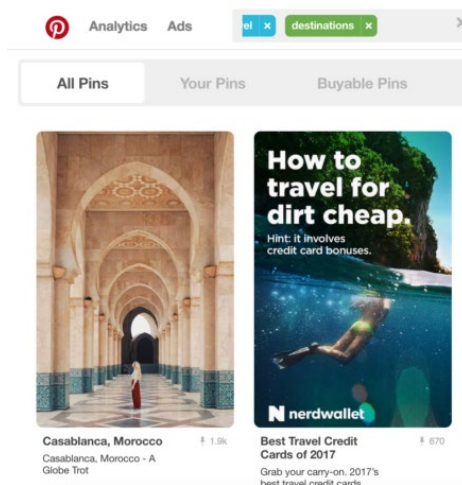 Analytics Ads
el × destinations ×
×
All Pins Your Pins Buyable Pins
How to
travel for
dirt cheap.
Hint: it involves
credit card bonuses.
nerdwallet
Casablanca, Morocco 1.9k
Casablanca, Morocco - A
Globe Trot
Best Travel Credit 670
Cards of 2017
Grab your carry-on. 2017's
best travel credit cards